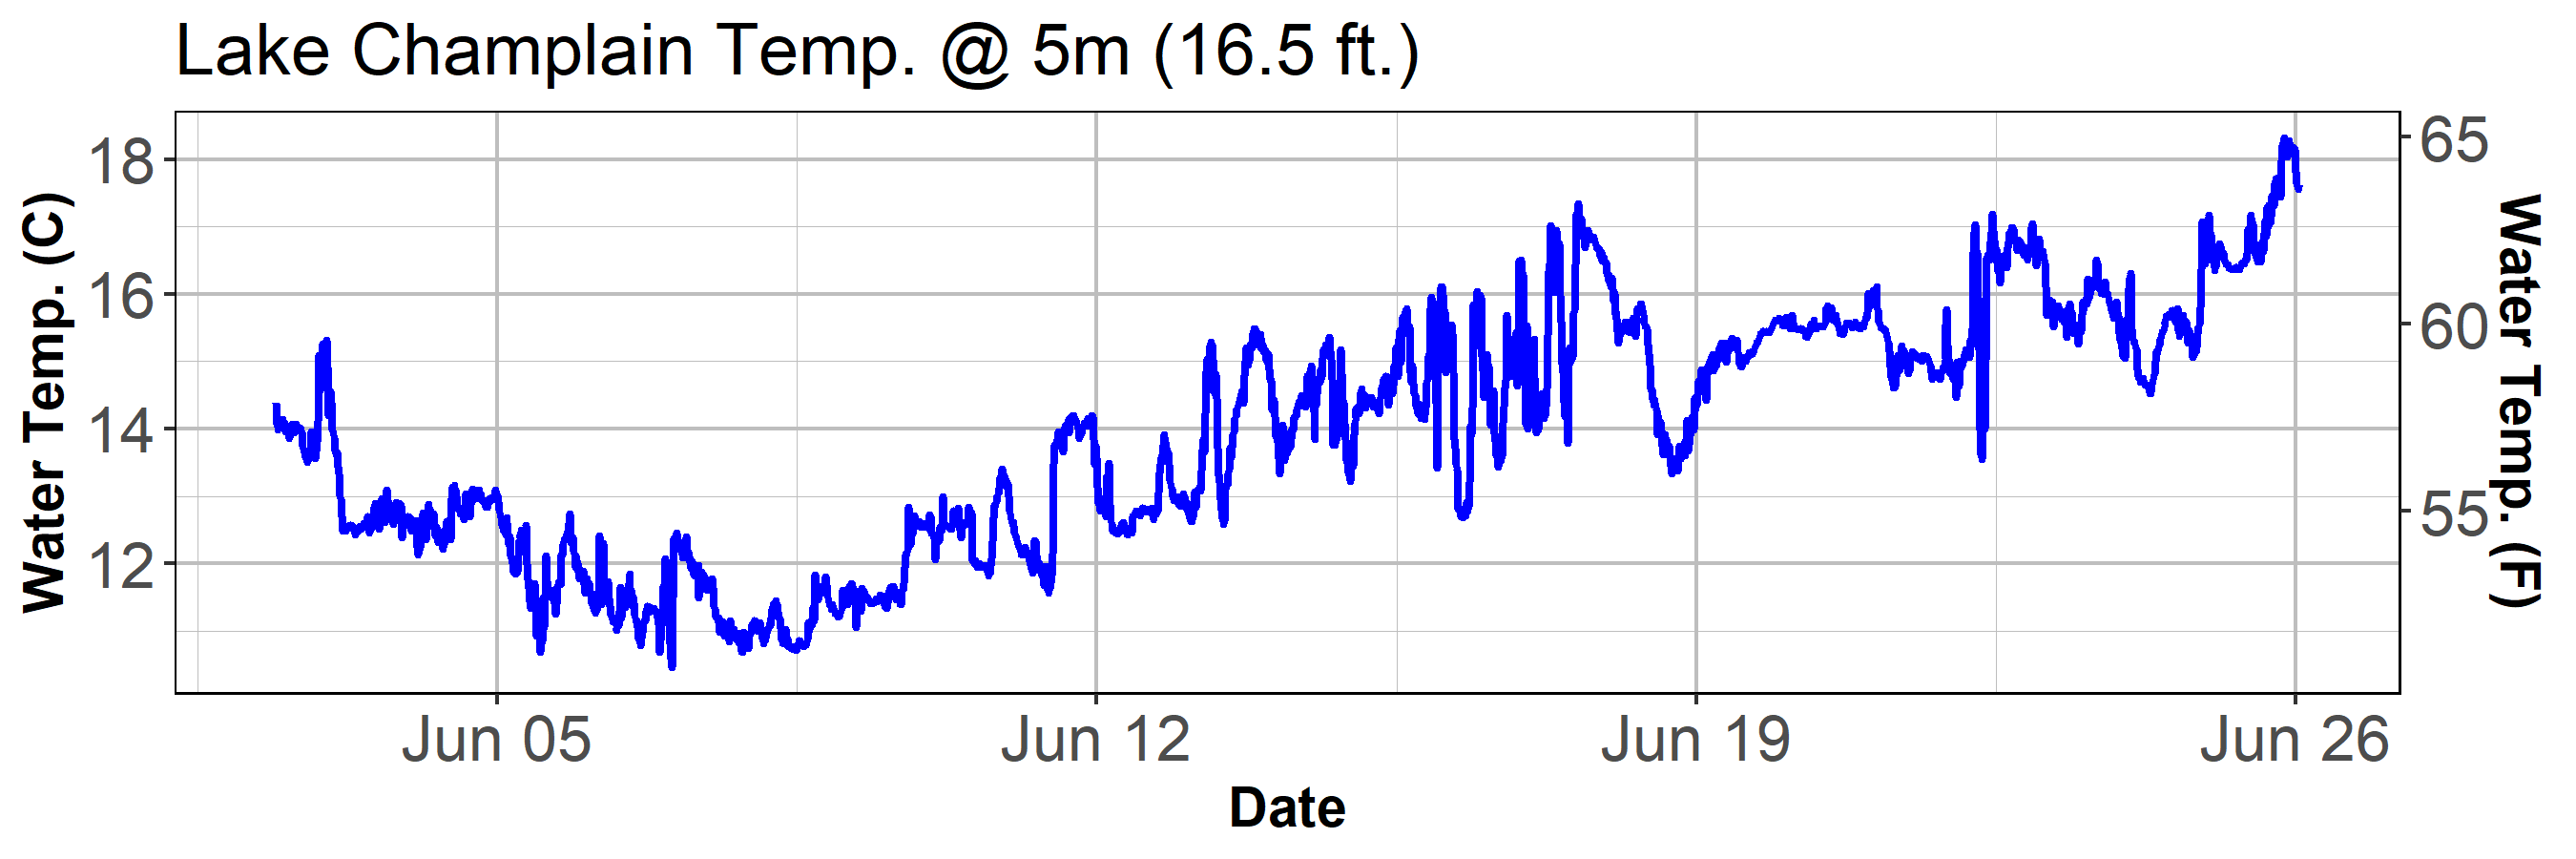 Lake Champlain Temp. @ 5m (16.5 ft.)
Water Temp. (C)
18
16
14
12
65
60
55
Water Temp. (F)
Jun 05 Jun 12 Jun 19 Jun 26
Date